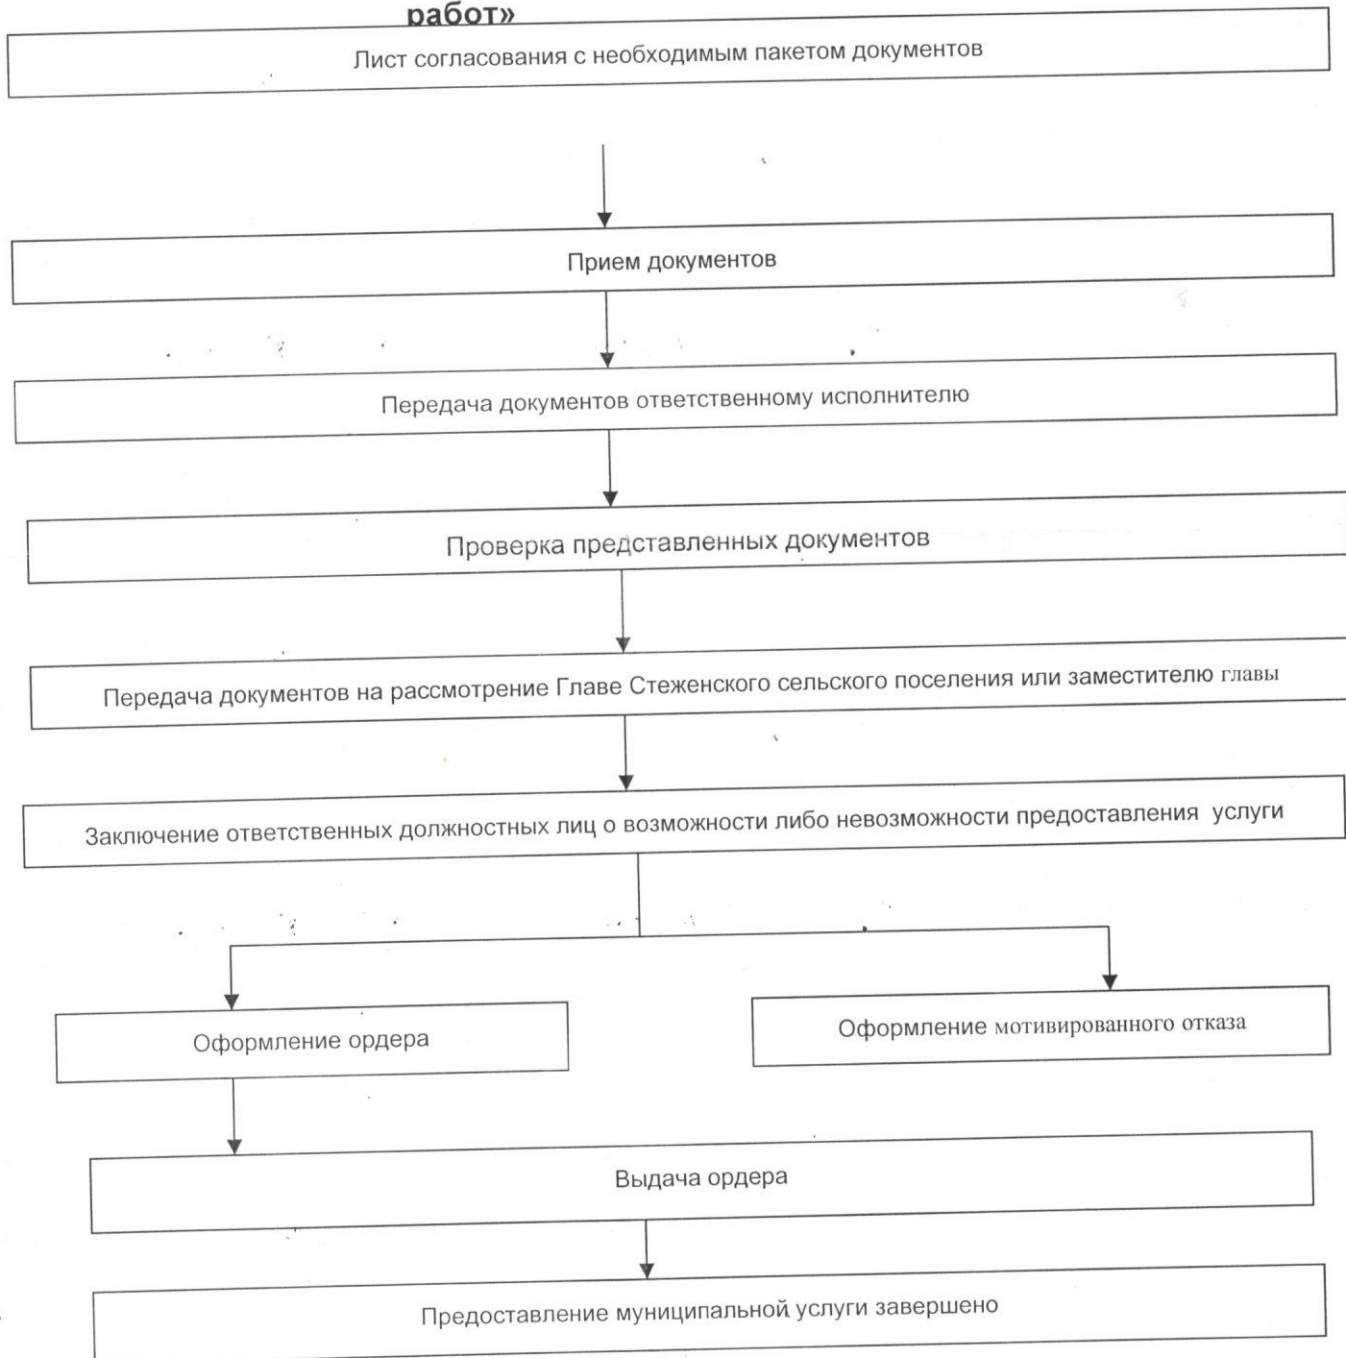 работ»
Лист согласования с необходимым пакетом документов
Прием документов
Передача документов ответственному исполнителю
Проверка представленных документов
Передача документов на рассмотрение Главе Стеженского сельского поселения или заместителю главы
Заключение ответственных должностных лиц о возможности либо невозможности предоставления услуги
Оформление ордера
Оформление мотивированного отказа
Выдача ордера
Предоставление муниципальной услуги завершено